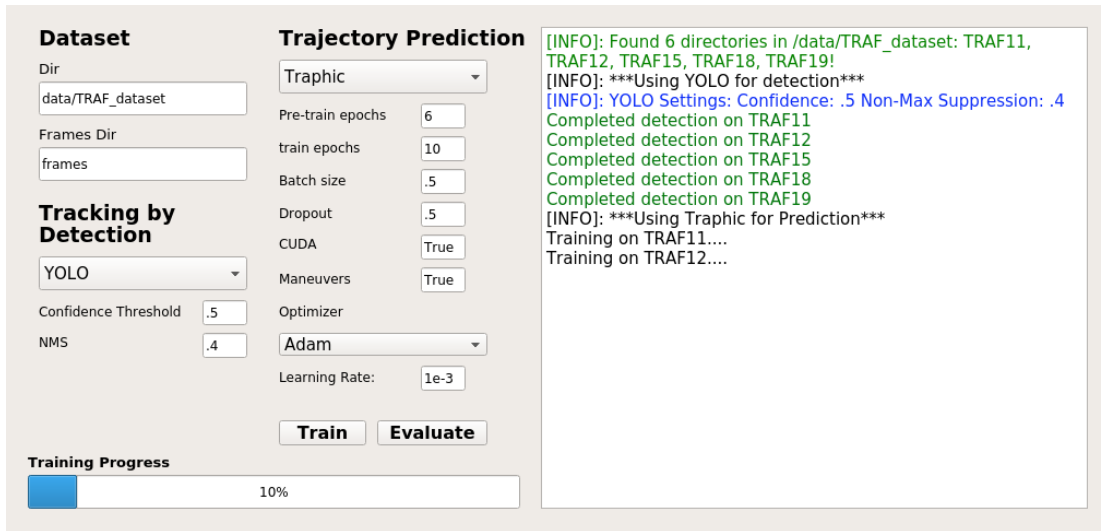 Dataset
Dir
data/TRAF_dataset
Frames Dir
frames
Tracking by
Detection
YOLO
Confidence Threshold .5
NMS .4
Trajectory Prediction
Traphic
Pre-train epochs 6
train epochs 10
Batch size .5
Dropout .5
CUDA True
Maneuvers True
Optimizer
Adam
Learning Rate: 1e-3
Train Evaluate
Training Progress
10%
[INFO]: Found 6 directories in /data/TRAF_dataset: TRAF11,
TRAF12, TRAF15, TRAF18, TRAF19!
[INFO]: ***Using YOLO for detection***
[INFO]: YOLO Settings: Confidence: .5 Non-Max Suppression: .4
Completed detection on TRAF11
Completed detection on TRAF12
Completed detection on TRAF15
Completed detection on TRAF18
Completed detection on TRAF19
[INFO]: ***Using Traphic for Prediction***
Training on TRAF11....
Training on TRAF12....